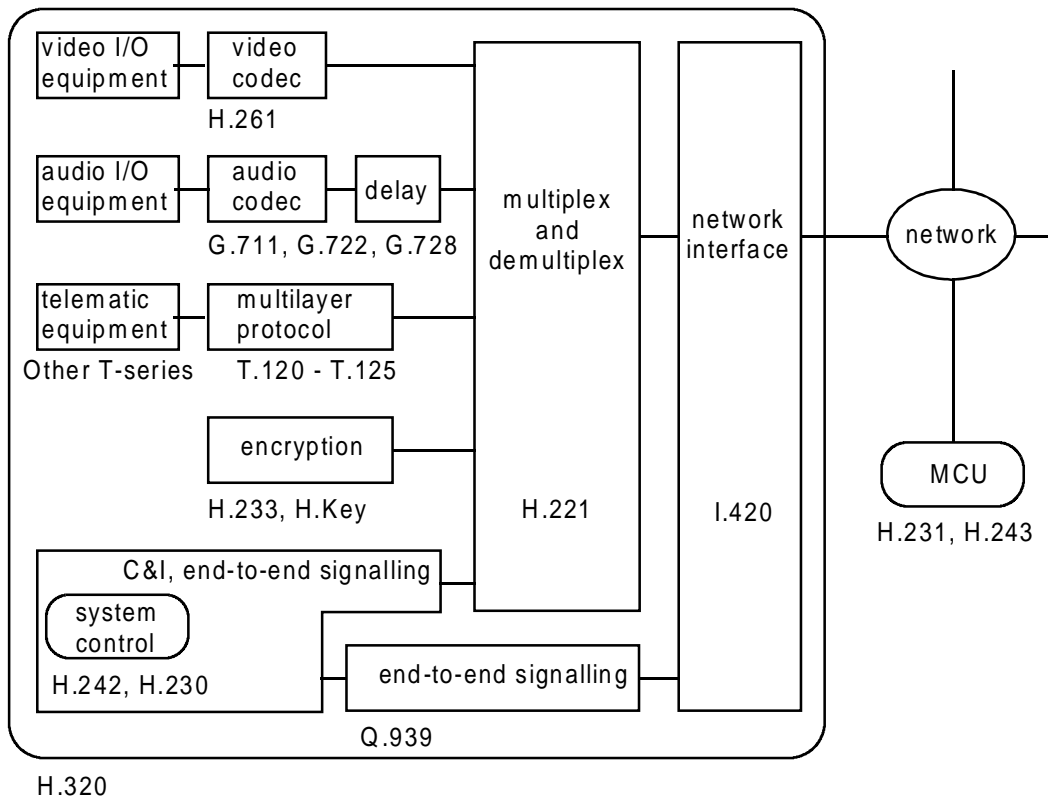 video I/O
equipment
video
codec
H.261
audio I/O
equipment
audio
codec
delay
G.711, G.722, G.728
telematic
equipment
Other T-series
multilayer
protocol
T.120 - T.125
encryption
H.233, H.Key
C&I, end-to-end signalling
system
control
H.242, H.230
end-to-end signalling
Q.939
multiplex
and
demultiplex
H.221
network
interface
I.420
network
MCU
H.231, H.243
H.320